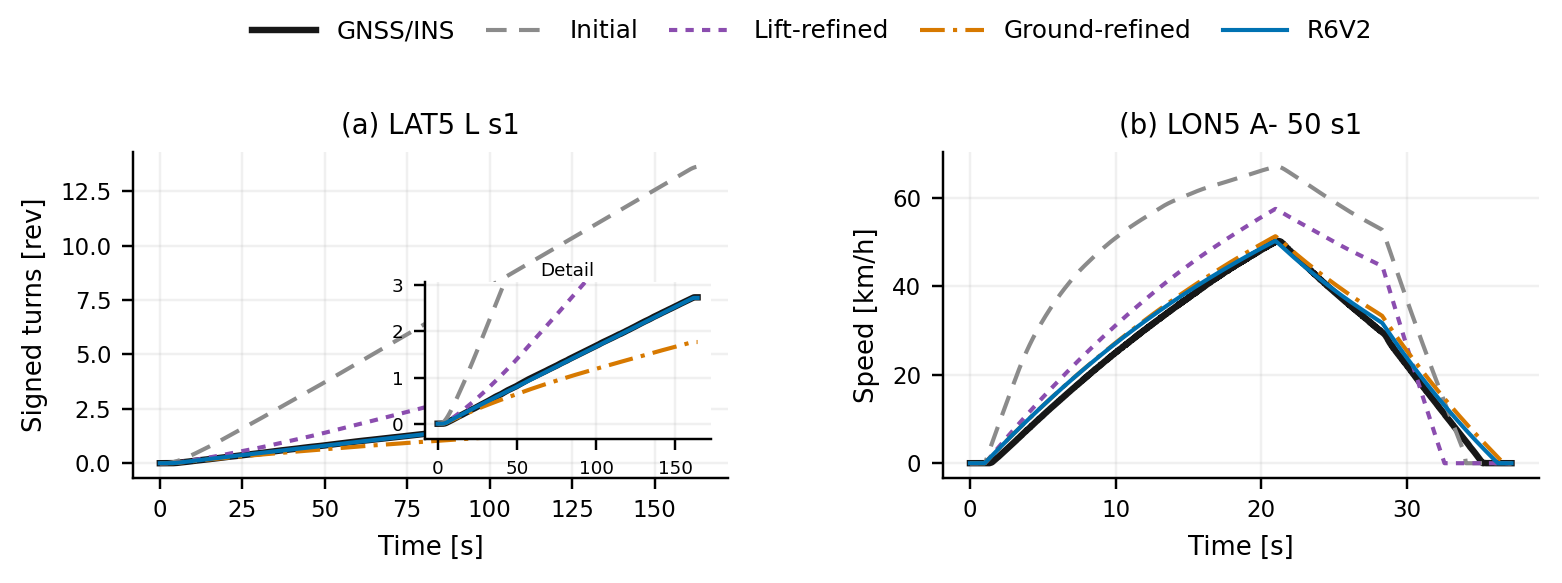 GNSS/INS Initial Lift-refined Ground-refined R6V2
(a) LAT5 L s1
Signed turns [rev]
12.5
10.0
7.5
5.0
2.5
0.0
0 25 50 75 100 125 150
Time [s]
Detail
3
2
1
0
0 50 100 150
(b) LON5 A- 50 s1
Speed [km/h]
60
40
20
0
0 10 20 30
Time [s]